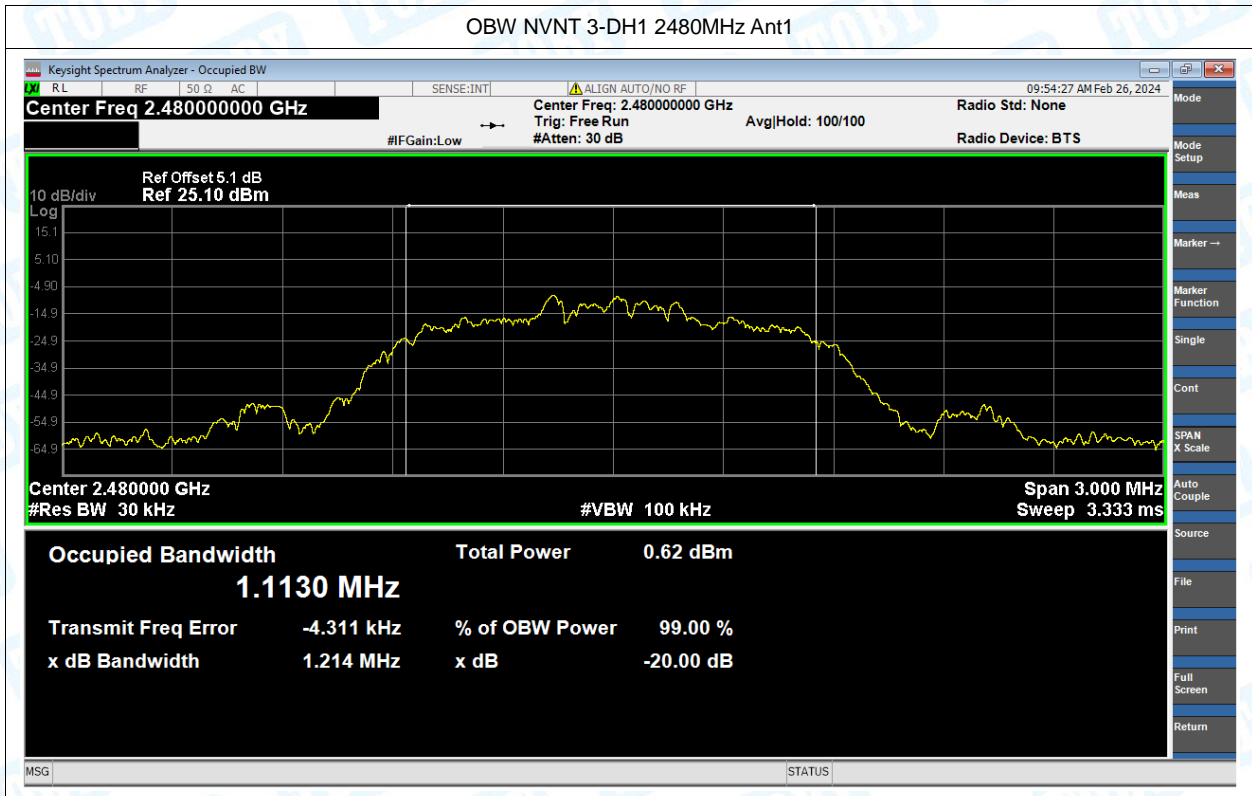 OBW NVNT 3-DH1 2480MHz Ant1
Keysight Spectrum Analyzer - Occupied BW
LXI RL RF 50 Ω AC SENSE:INT ALIGN AUTO/NO RF 09:54:27 AM Feb 26, 2024
Center Freq 2.480000000 GHz
Center Freq: 2.480000000 GHz
Radio Std: None
Trig: Free Run
Avg|Hold: 100/100
#IFGain:Low
#Atten: 30 dB
Radio Device: BTS
Ref Offset 5.1 dB
10 dB/div Ref 25.10 dBm
Log
15.1
5.10
-4.90
-14.9
-24.9
-34.9
-44.9
-54.9
-64.9
Center 2.480000 GHz Span 3.000 MHz
#Res BW 30 kHz #VBW 100 kHz Sweep 3.333 ms
Occupied Bandwidth Total Power 0.62 dBm
1.1130 MHz
Transmit Freq Error -4.311 kHz % of OBW Power 99.00 %
x dB Bandwidth 1.214 MHz x dB -20.00 dB
MSG STATUS
Mode
Mode
Setup
Meas
Marker→
Marker
Function
Single
Cont
SPAN
X Scale
Auto
Couple
Source
File
Print
Full
Screen
Return
TOBY